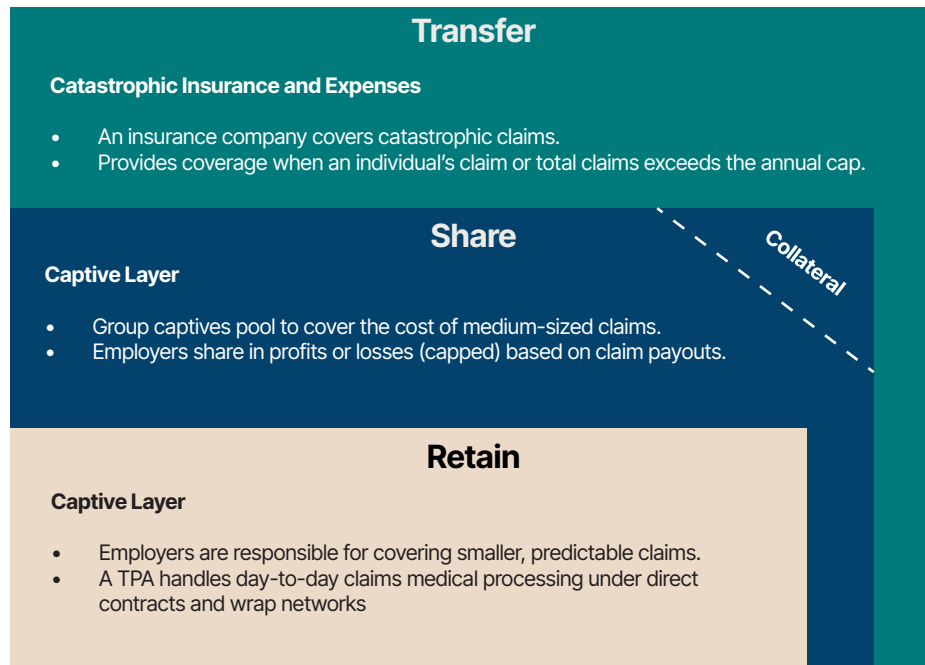 Transfer
Catastrophic Insurance and Expenses
• An insurance company covers catastrophic claims.
• Provides coverage when an individual’s claim or total claims exceeds the annual cap.
Share
Collateral
Captive Layer
• Group captives pool to cover the cost of medium-sized claims.
• Employers share in profits or losses (capped) based on claim payouts.
Retain
Captive Layer
• Employers are responsible for covering smaller, predictable claims.
• A TPA handles day-to-day claims medical processing under direct
contracts and wrap networks